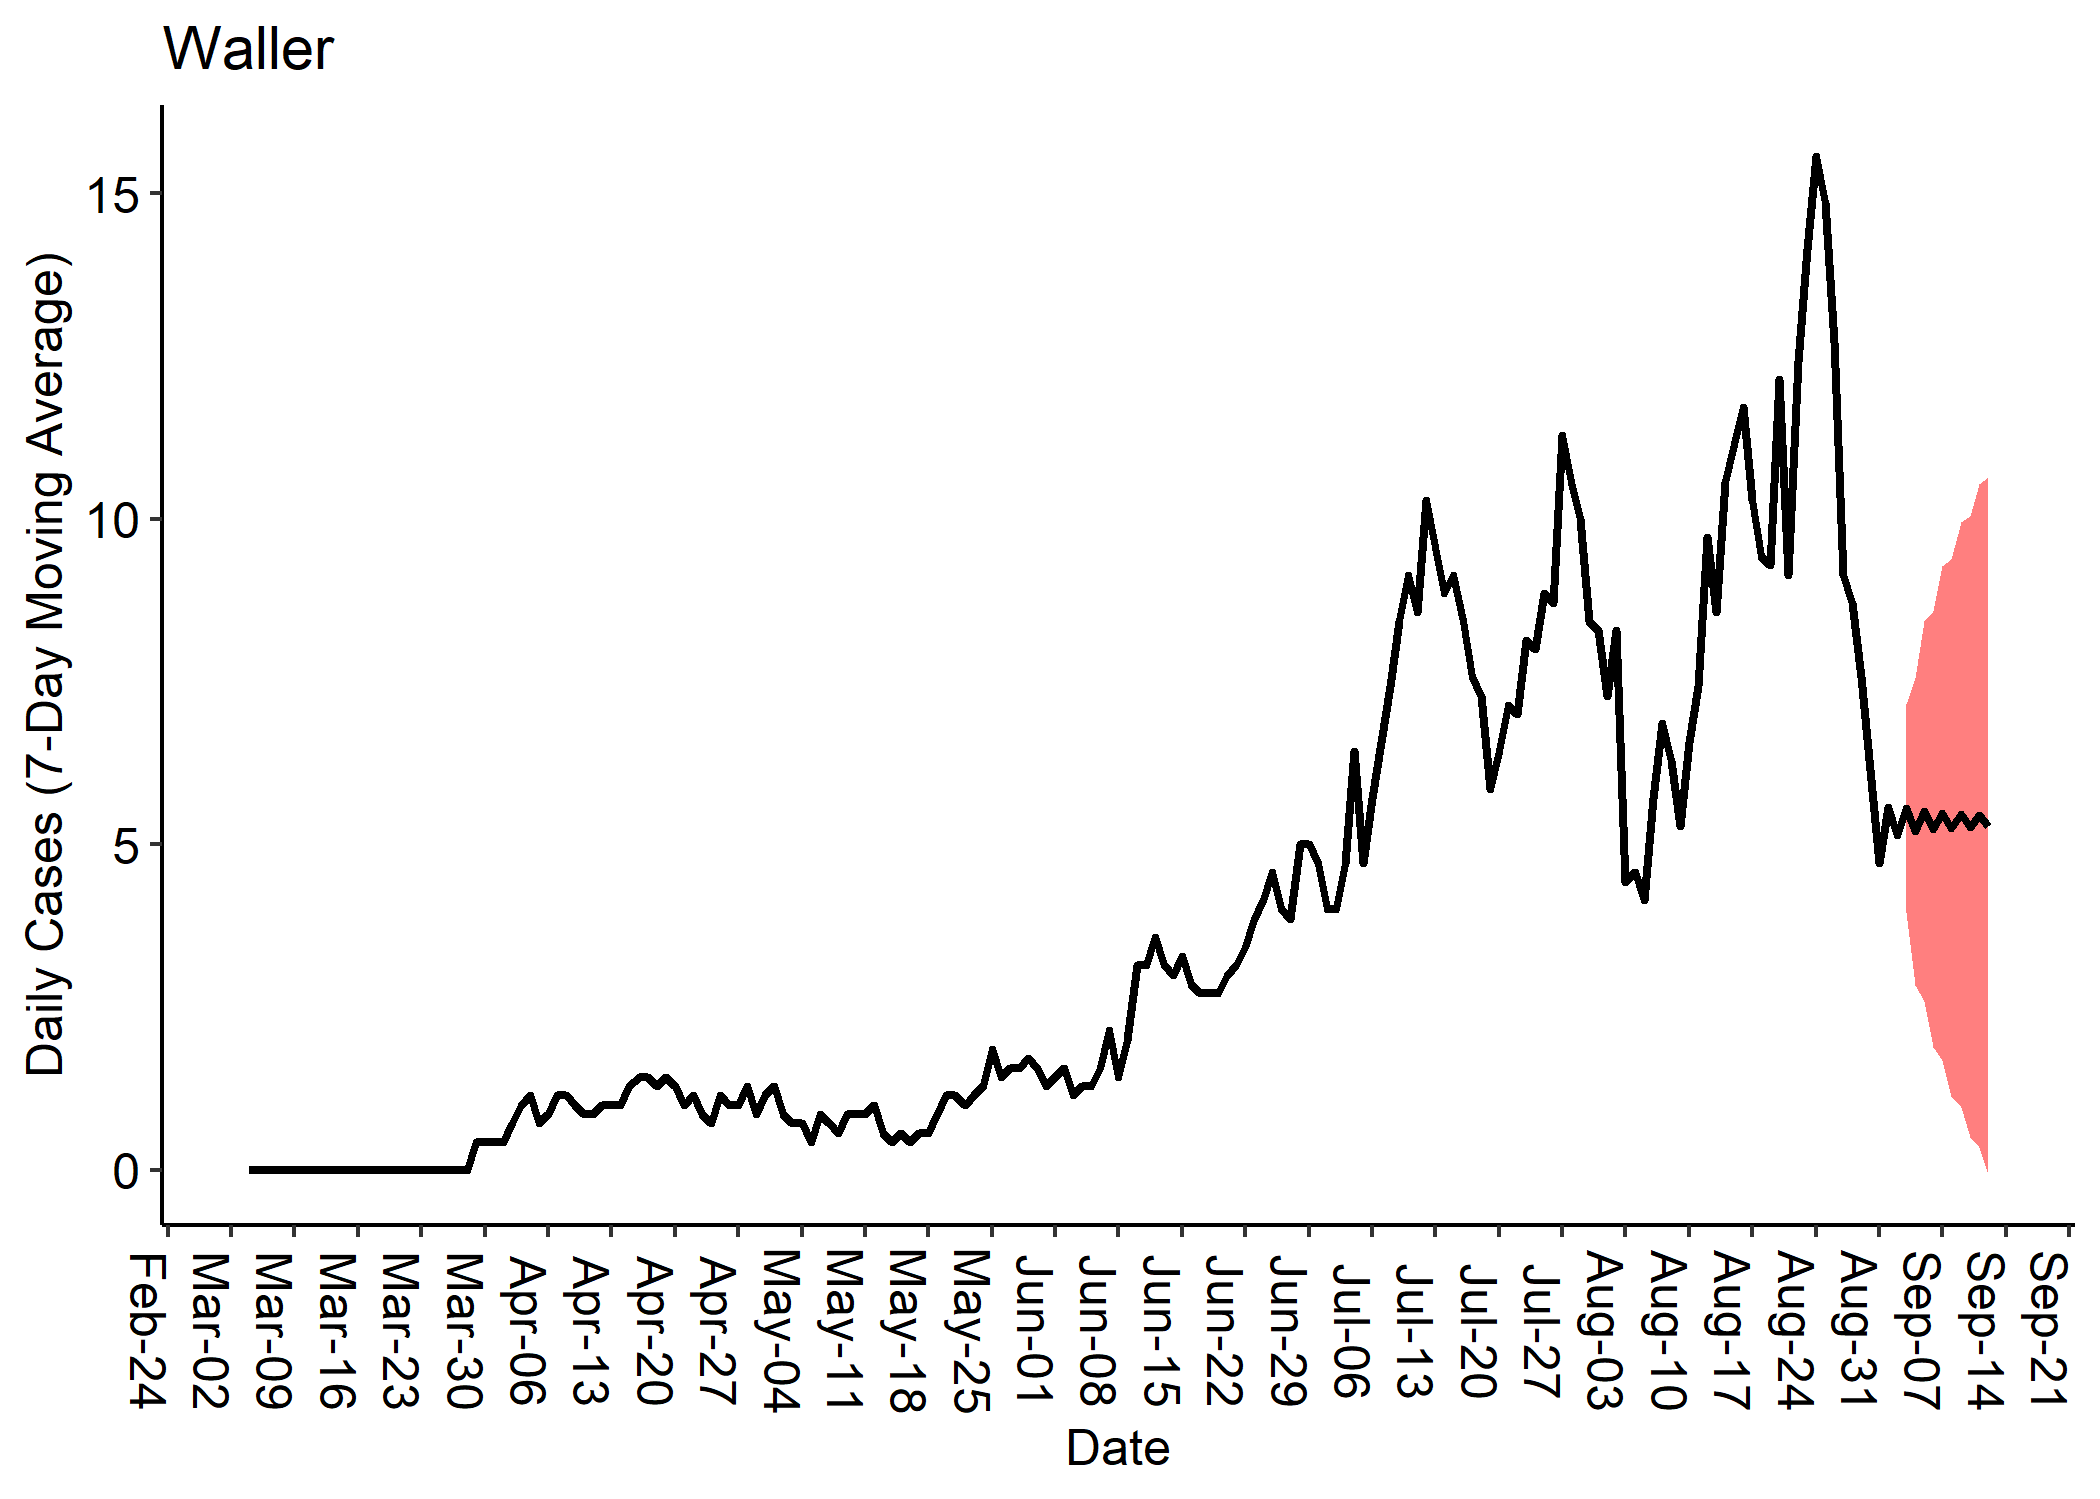 Waller
Daily Cases (7-Day Moving Average)
15
10
5
0
Feb-24
Mar-02
Mar-09
Mar-16
Mar-23
Mar-30
Apr-06
Apr-13
Apr-20
Apr-27
May-04
May-11
May-18
May-25
Jun-01
Jun-08
Jun-15
Jun-22
Jun-29
Jul-06
Jul-13
Jul-20
Jul-27
Aug-03
Aug-10
Aug-17
Aug-24
Aug-31
Sep-07
Sep-14
Sep-21
Date